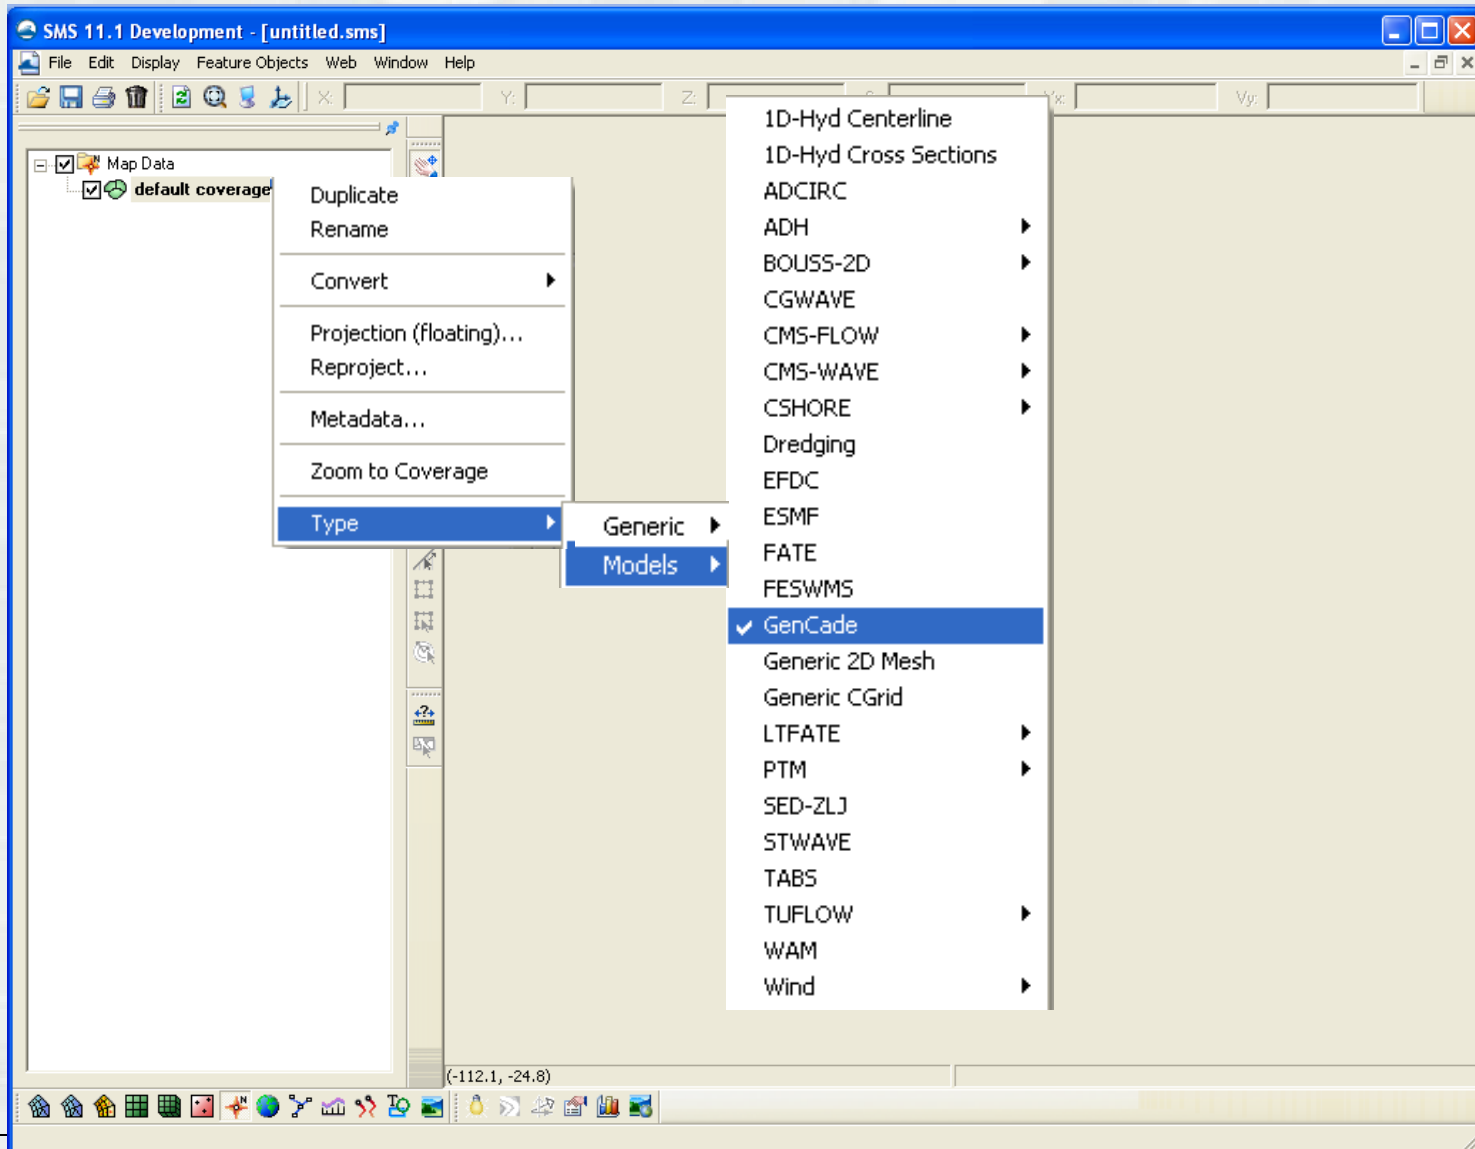 SMS 11.1 Development - [untitled.sms]
File Edit Display Feature Objects Web Window Help
X: Y: Z: Vx: Vy:
Map Data
default coverage
Duplicate
Rename
Convert
Projection (floating)...
Reproject...
Metadata...
Zoom to Coverage
Type
Generic
Models
1D-Hyd Centerline
1D-Hyd Cross Sections
ADCIRC
ADH
BOUSS-2D
CGWAVE
CMS-FLOW
CMS-WAVE
CSHORE
Dredging
EFDC
ESMF
FATE
FESWMS
GenCade
Generic 2D Mesh
Generic CGrid
LTFATE
PTM
SED-ZLJ
STWAVE
TABS
TUFLOW
WAM
Wind
(-112.1, -24.8)